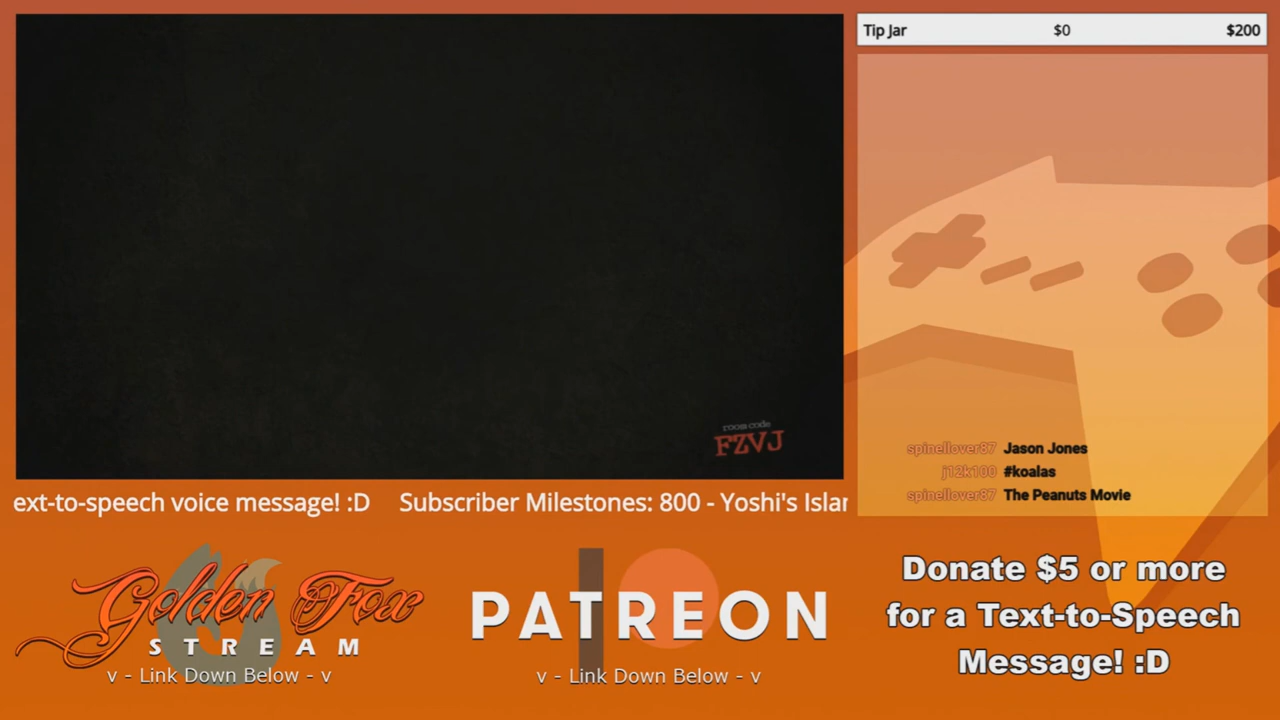 Tip Jar $0 $200
room code
FZVJ
spinellover87 Jason Jones
j12k100 #koalas
spinellover87 The Peanuts Movie
ext-to-speech voice message! :D Subscriber Milestones: 800 - Yoshi's Islan
Golden Fox
STREAM
v - Link Down Below - v
PATREON
v - Link Down Below - v
Donate $5 or more
for a Text-to-Speech
Message! :D